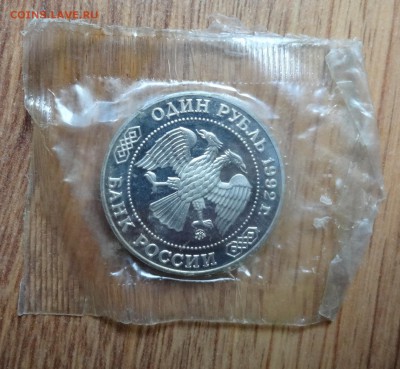 COINS.LAVE.RU
ОДИН РУБЛЬ 1992 Г.
БАНК РОССИИ